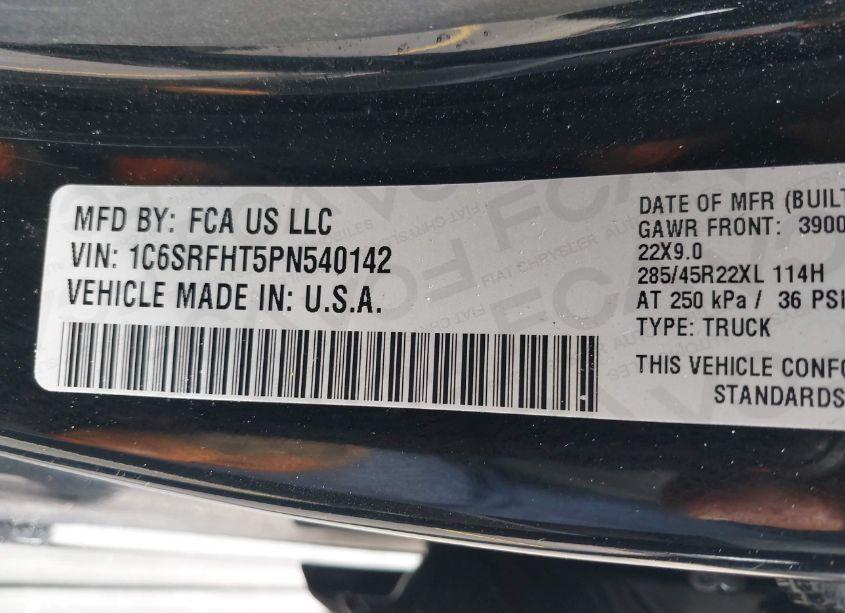 MFD BY: FCA US LLC
VIN: 1C6SRFHT5PN540142
VEHICLE MADE IN: U.S.A.
DATE OF MFR (BUILT
GAWR FRONT: 3900
22X9.0
285/45R22XL 114H
AT 250 kPa / 36 PSI
TYPE: TRUCK
THIS VEHICLE CONFO
STANDARDS